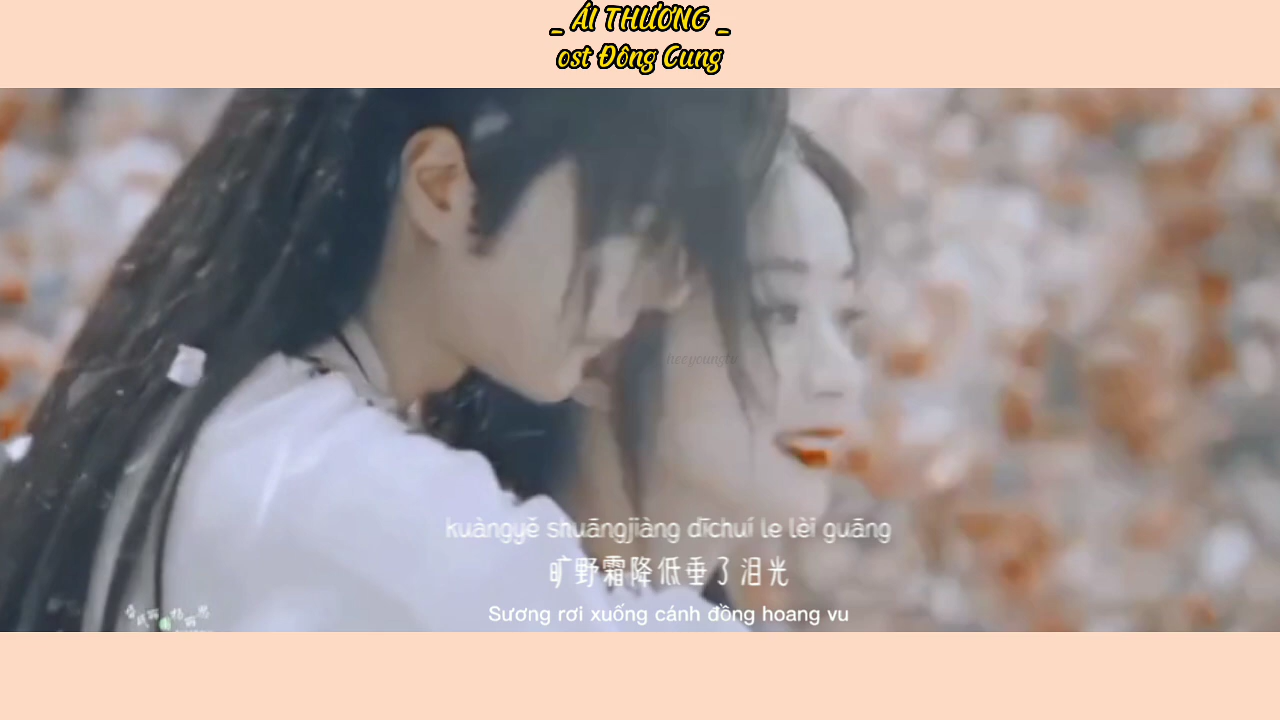 _ ÁI THƯƠNG _
ost Đông Cung
heeyoungtv
kuàngyě shuāngjiàng dīchuí le lèi guāng
旷野霜降低垂了泪光
Sương rơi xuống cánh đồng hoang vu